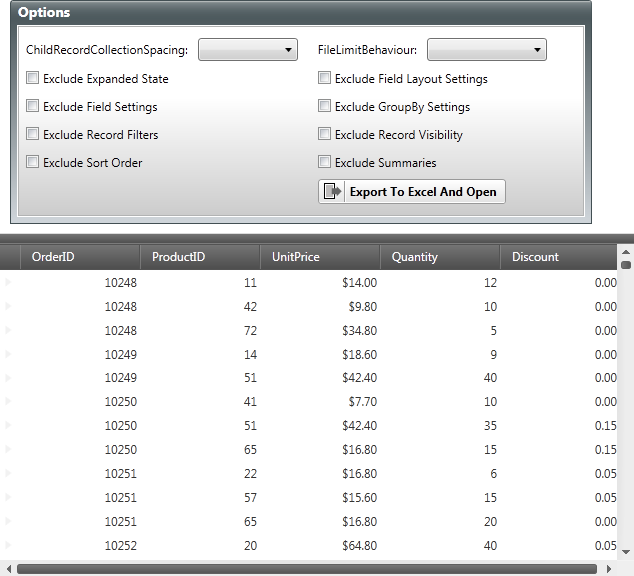 Options
ChildRecordCollectionSpacing: FileLimitBehaviour:
Exclude Expanded State Exclude Field Layout Settings
Exclude Field Settings Exclude GroupBy Settings
Exclude Record Filters Exclude Record Visibility
Exclude Sort Order Exclude Summaries
Export To Excel And Open
OrderID ProductID UnitPrice Quantity Discount
10248 11 $14.00 12 0.00
10248 42 $9.80 10 0.00
10248 72 $34.80 5 0.00
10249 14 $18.60 9 0.00
10249 51 $42.40 40 0.00
10250 41 $7.70 10 0.00
10250 51 $42.40 35 0.15
10250 65 $16.80 15 0.15
10251 22 $16.80 6 0.05
10251 57 $15.60 15 0.05
10251 65 $16.80 20 0.00
10252 20 $64.80 40 0.05